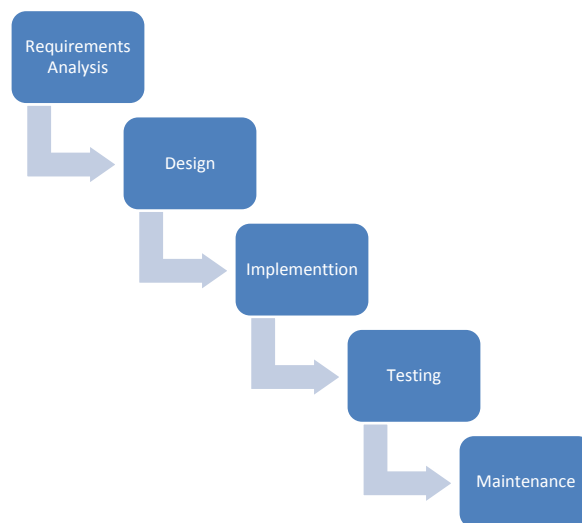 Requirements
Analysis
Design
Implementtion
Testing
Maintenance